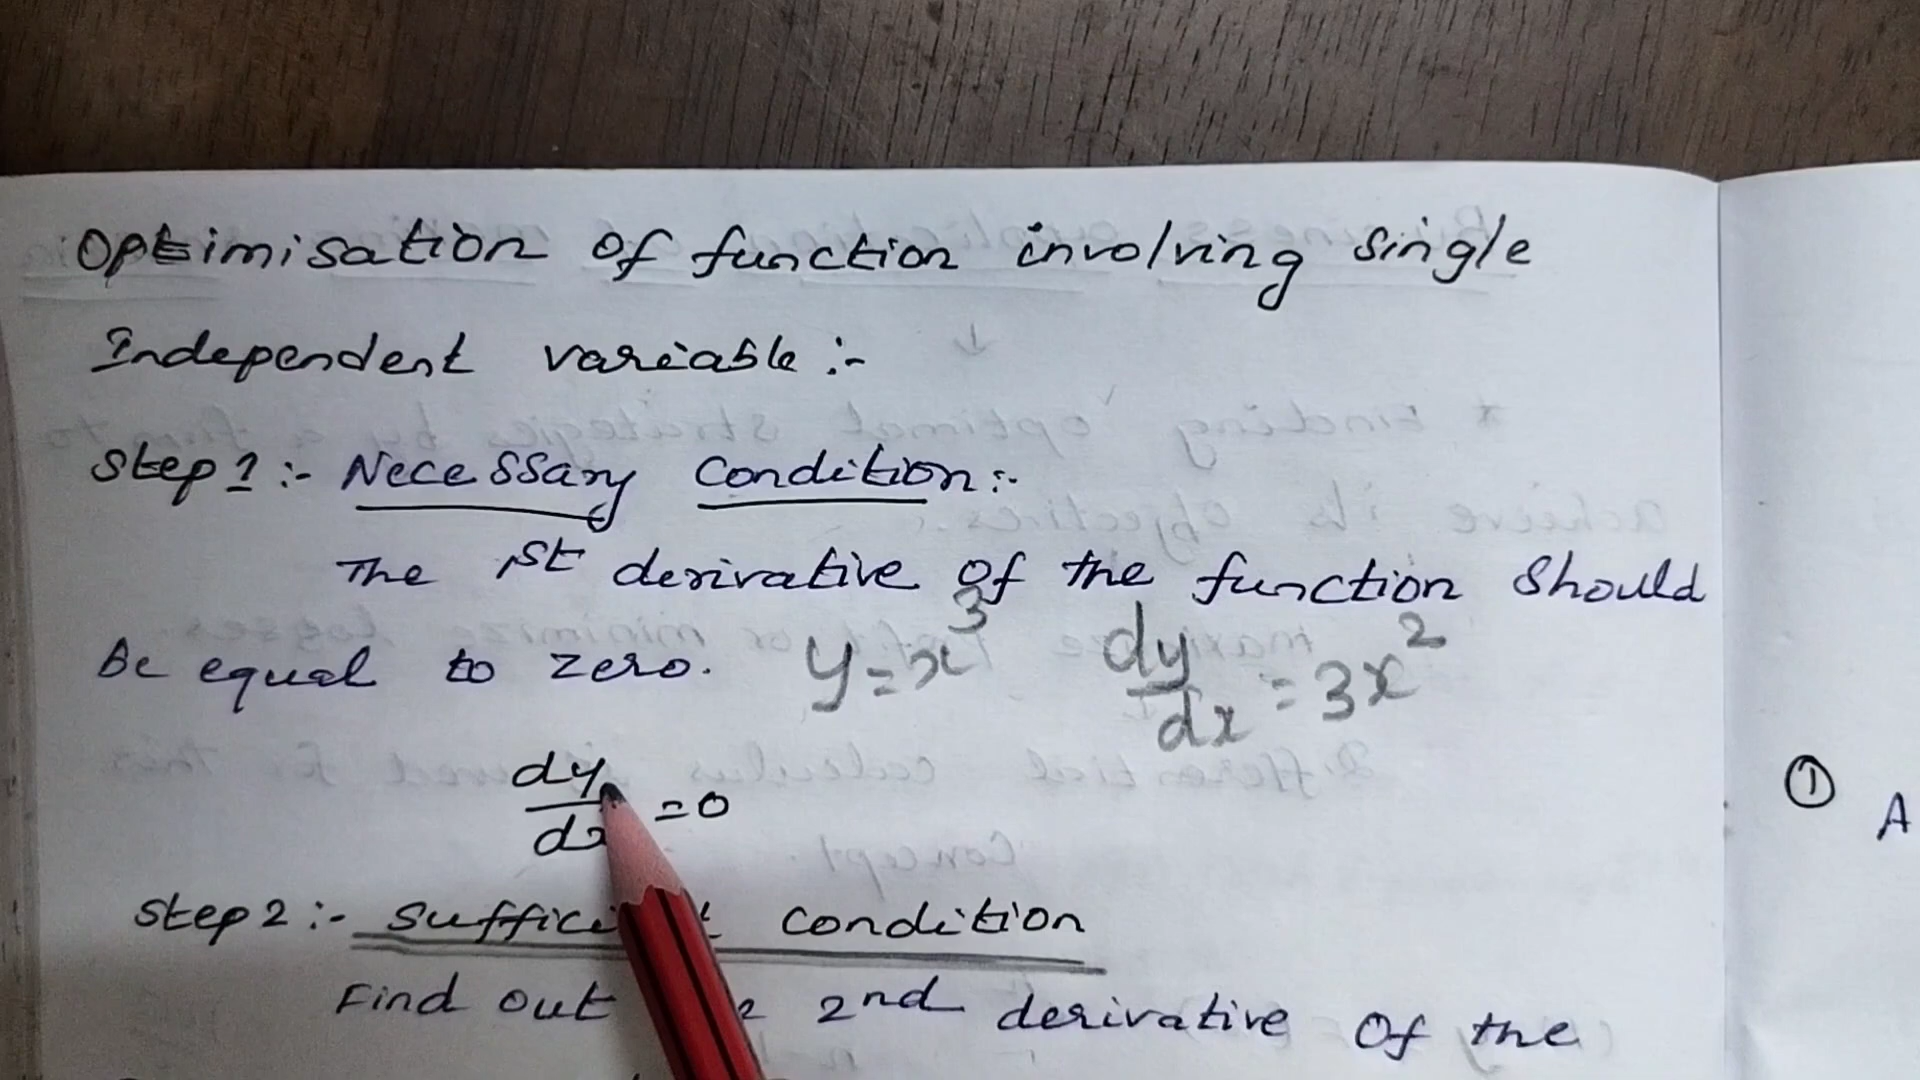 Optimisation of function involving single
Independent variable :-
Step 1 :- Necessary Condition :-
The 1st derivative of the function should
be equal to zero. y = x³ dy/dx = 3x²
dy/dx = 0
Step 2 :- condition
Find out 2nd derivative of the
①
A